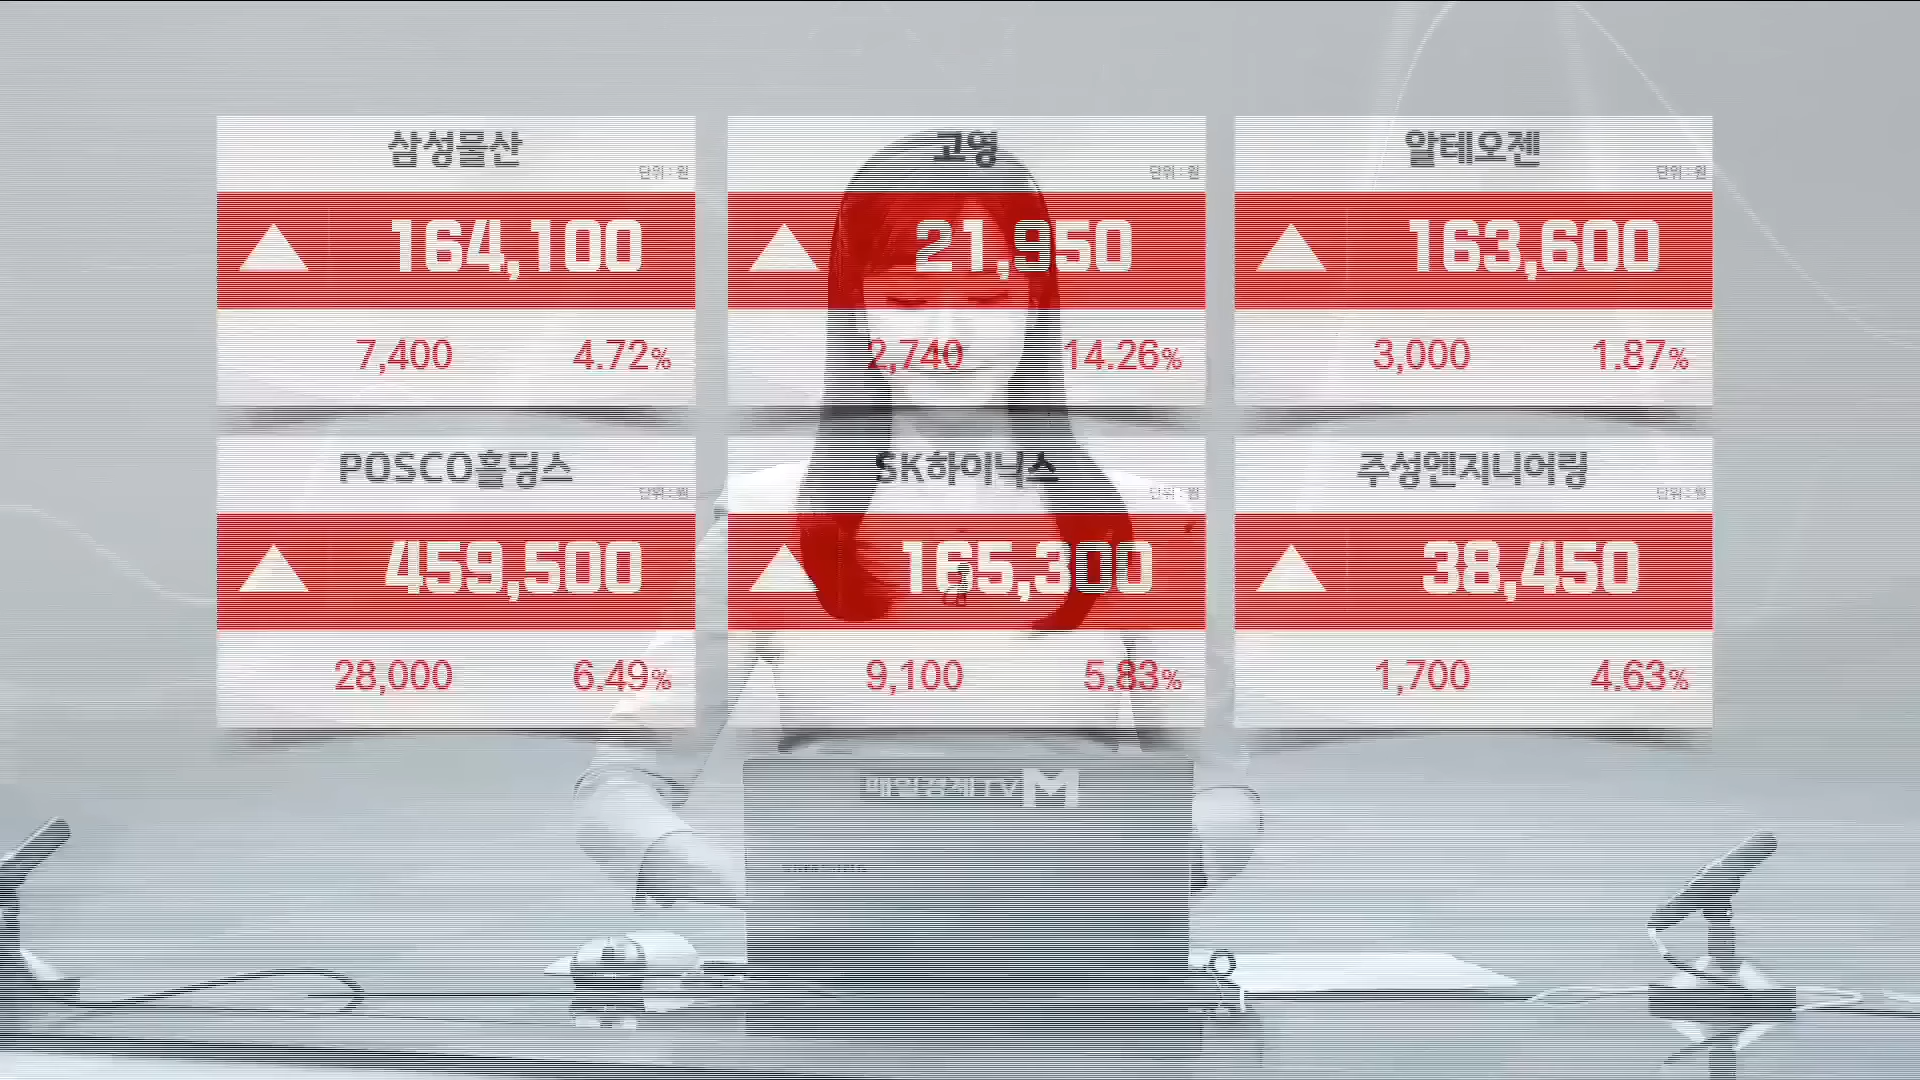 삼성물산
단위 : 원
164,100
7,400 4.72%
고영
단위 : 원
21,950
2,740 14.26%
알테오젠
단위 : 원
163,600
3,000 1.87%
POSCO홀딩스
단위 : 원
459,500
28,000 6.49%
SK하이닉스
단위 : 원
165,300
9,100 5.83%
주성엔지니어링
단위 : 원
38,450
1,700 4.63%
매일경제TV M